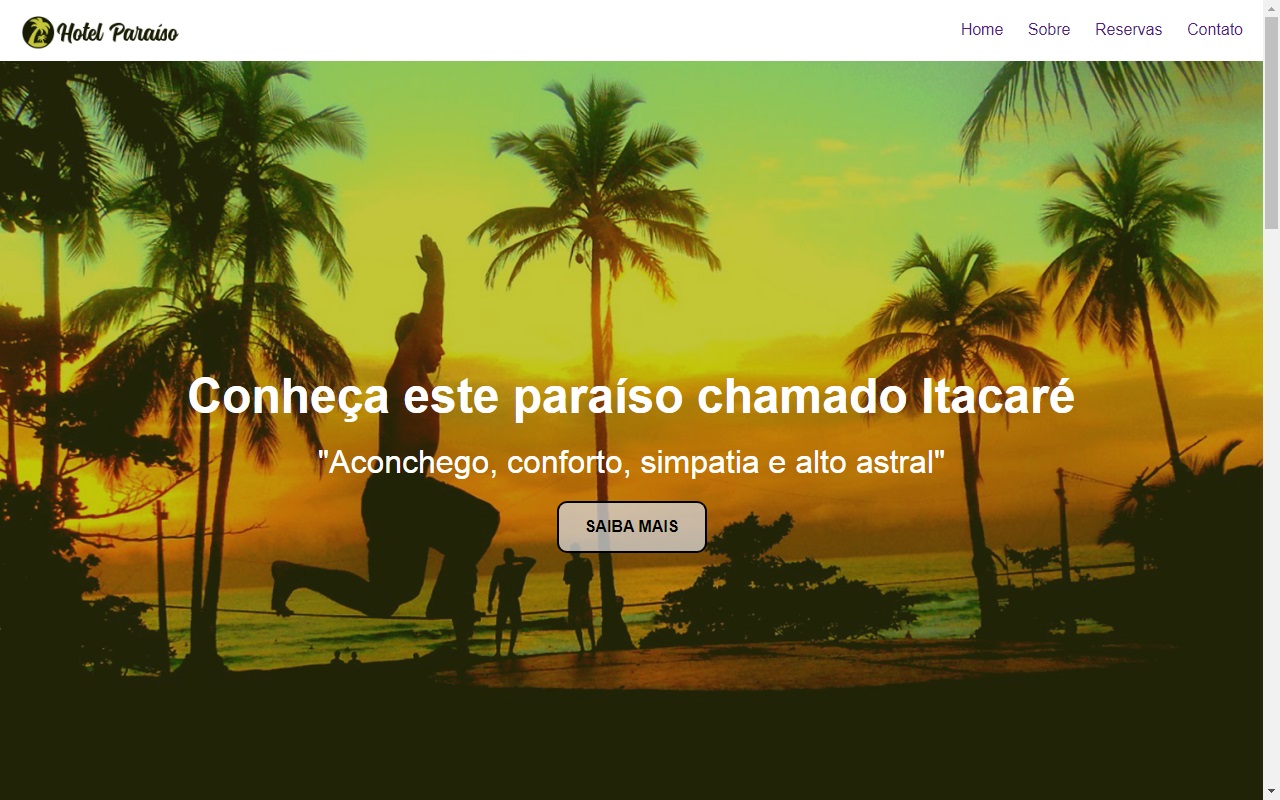 Hotel Paraíso
Home Sobre Reservas Contato
Conheça este paraíso chamado Itacaré
"Aconchego, conforto, simpatia e alto astral"
SAIBA MAIS